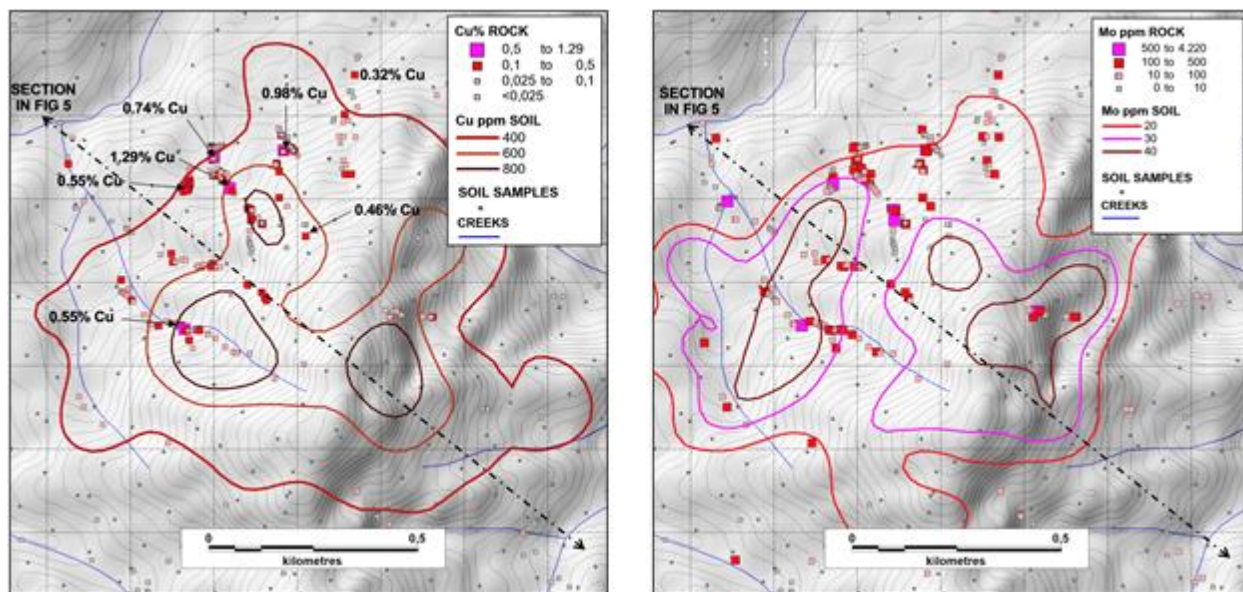 SECTION
IN FIG 5
0.74% Cu
0.98% Cu
0.32% Cu
1.29% Cu
0.55% Cu
0.46% Cu
0.55% Cu
Cu% ROCK
0,5 to 1.29
0,1 to 0,5
0,025 to 0,1
<0,025
Cu ppm SOIL
400
600
800
SOIL SAMPLES
CREEKS
0 0,5
kilometres
SECTION
IN FIG 5
Mo ppm ROCK
500 to 4.220
100 to 500
10 to 100
0 to 10
Mo ppm SOIL
20
30
40
SOIL SAMPLES
CREEKS
0 0,5
kilometres